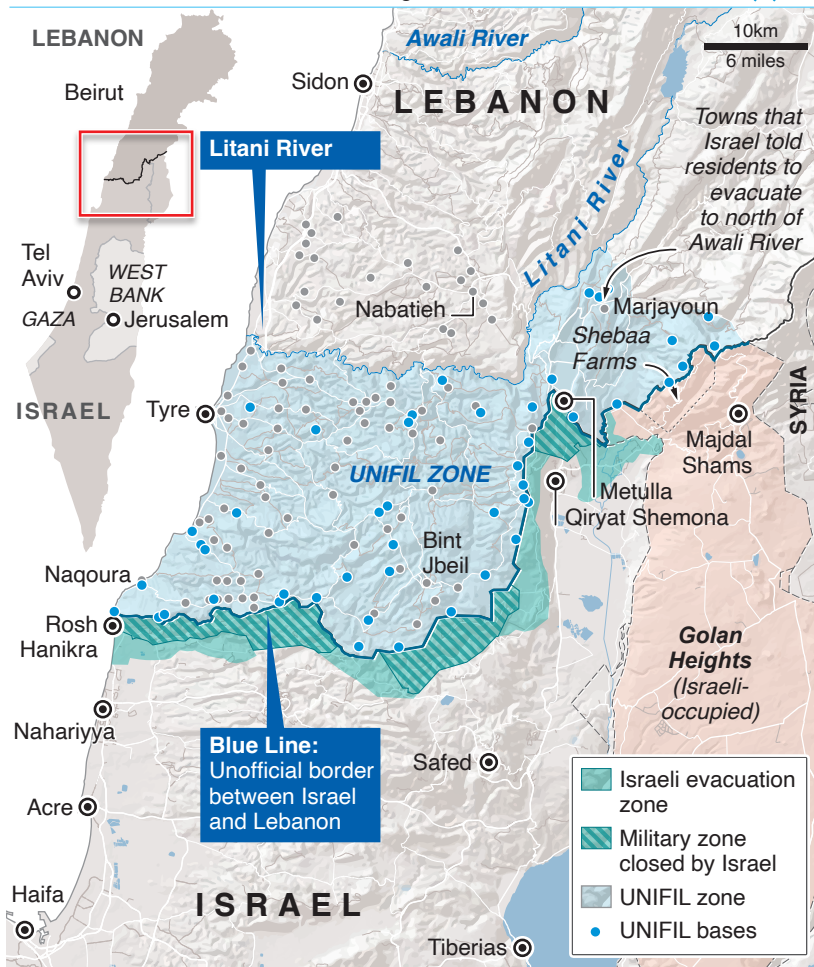 LEBANON
Beirut
Tel
Aviv
WEST
BANK
GAZA
Jerusalem
ISRAEL
Awali River
10km
6 miles
Sidon
LEBANON
Towns that
Israel told
residents to
evacuate
to north of
Awali River
Litani River
Litani River
Nabatieh
Marjayoun
Shebaa
Farms
Tyre
SYRIA
Majdal
Shams
UNIFIL ZONE
Metulla
Qiryat Shemona
Bint
Jbeil
Naqoura
Rosh
Hanikra
Golan
Heights
(Israeli-
occupied)
Nahariyya
Blue Line:
Unofficial border
between Israel
and Lebanon
Safed
Acre
Haifa
ISRAEL
Tiberias
Israeli evacuation
zone
Military zone
closed by Israel
UNIFIL zone
UNIFIL bases